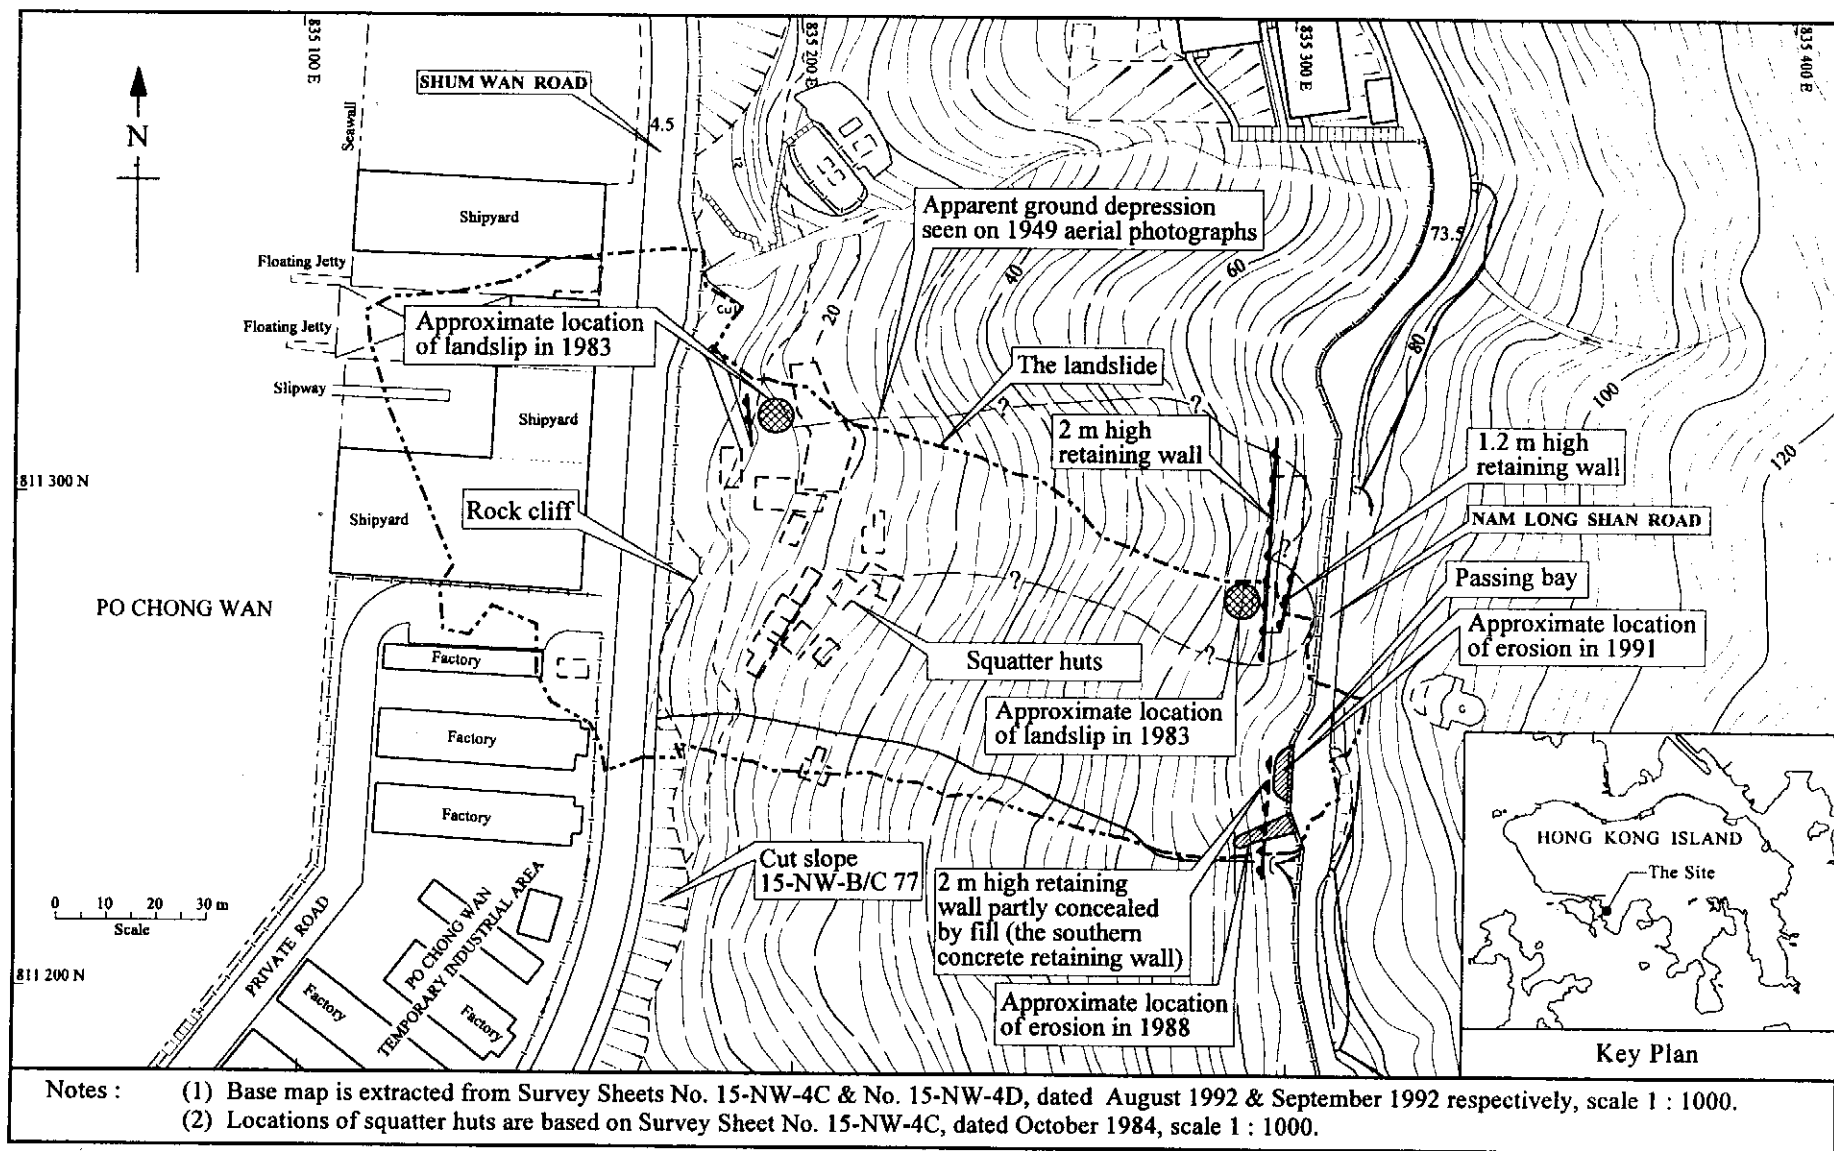 835 100 E
835 200 E
835 300 E
835 400 E
SHUM WAN ROAD
N
Seawall
4.5
12
Shipyard
Apparent ground depression
seen on 1949 aerial photographs
73.5
Floating Jetty
40
60
Cut
20
Floating Jetty
Approximate location
of landslip in 1983
80
The landslide
Slipway
100
?
?
Shipyard
2 m high
retaining wall
1.2 m high
retaining wall
120
811 300 N
Rock cliff
Shipyard
NAM LONG SHAN ROAD
?
?
Passing bay
PO CHONG WAN
Approximate location
of erosion in 1991
Factory
Squatter huts
?
Approximate location
of landslip in 1983
Factory
Factory
HONG KONG ISLAND
The Site
Cut slope
15-NW-B/C 77
2 m high retaining
wall partly concealed
by fill (the southern
concrete retaining wall)
0 10 20 30 m
Scale
PRIVATE ROAD
PO CHONG WAN
TEMPORARY INDUSTRIAL AREA
811 200 N
Factory
Factory
Approximate location
of erosion in 1988
Key Plan
Notes :
(1) Base map is extracted from Survey Sheets No. 15-NW-4C & No. 15-NW-4D, dated August 1992 & September 1992 respectively, scale 1 : 1000.
(2) Locations of squatter huts are based on Survey Sheet No. 15-NW-4C, dated October 1984, scale 1 : 1000.